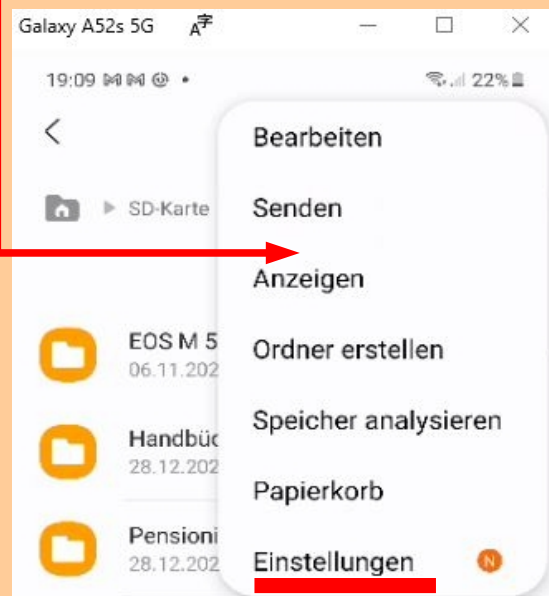 Galaxy A52s 5G
19:09 22%
Bearbeiten
SD-Karte
Senden
Anzeigen
EOS M 5
06.11.202
Ordner erstellen
Handbüc
28.12.202
Speicher analysieren
Papierkorb
Pensioni
28.12.202
Einstellungen N